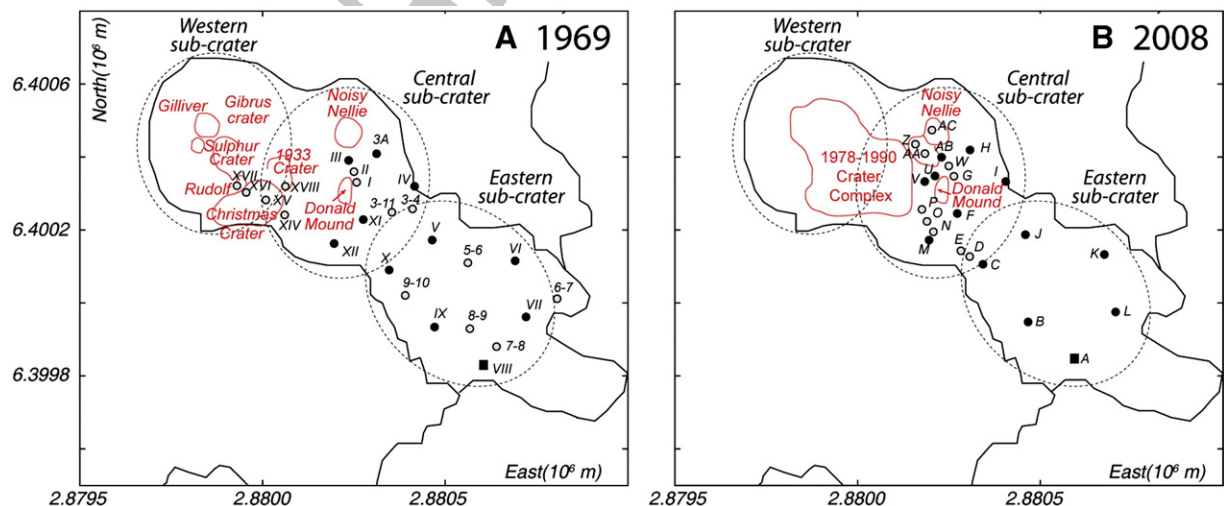 A 1969
Western
sub-crater
North(10⁶ m)
6.4006
6.4002
6.3998
Central
sub-crater
Eastern
sub-crater
Gilliver
Gibrus
crater
Sulphur
Crater
1933
Crater
Rudolf
Christmas
Crater
Noisy
Nellie
Donald
Mound
XVII
XVI
XVIII
XV
XIV
3A
III
II
I
IV
3-11
3-4
XI
XII
V
X
5-6
VI
9-10
6-7
IX
8-9
VII
7-8
VIII
East(10⁶ m)
2.8795
2.8800
2.8805
B 2008
Western
sub-crater
Central
sub-crater
Eastern
sub-crater
Noisy
Nellie
1978-1990
Crater
Complex
Donald
Mound
AC
Z
AA
AB
H
W
U
G
V
I
P
F
N
M
E
D
C
J
K
L
B
A
East(10⁶ m)
2.8800
2.8805